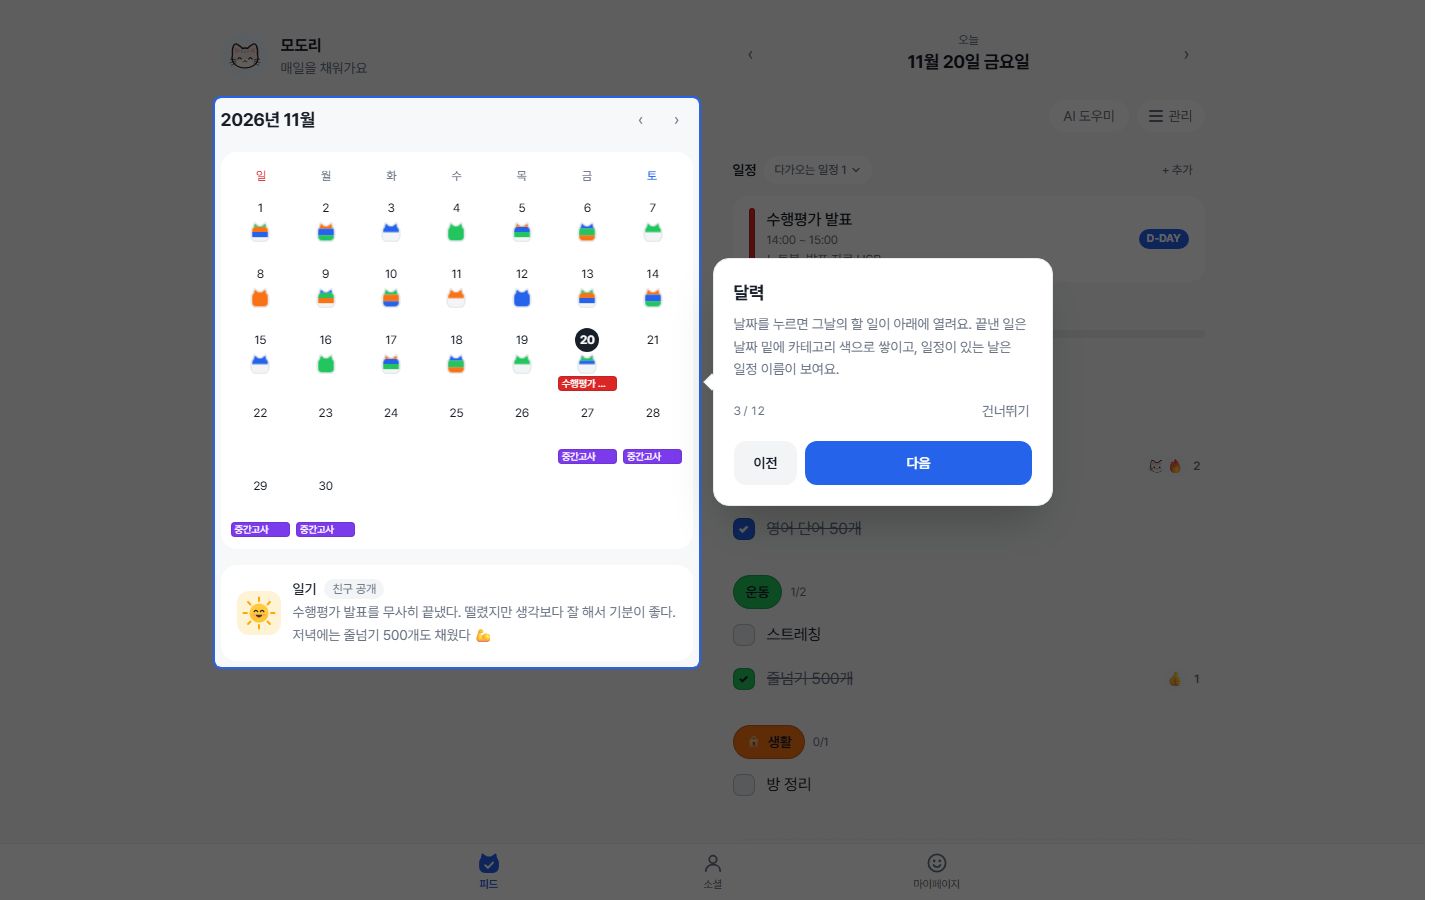 모도리
매일을 채워가요
2026년 11월
일 월 화 수 목 금 토
1 2 3 4 5 6 7
8 9 10 11 12 13 14
15 16 17 18 19 20 21
수행평가 ...
22 23 24 25 26 27 28
중간고사 중간고사
29 30
중간고사 중간고사
일기 친구 공개
수행평가 발표를 무사히 끝냈다. 떨렸지만 생각보다 잘 해서 기분이 좋다.
저녁에는 줄넘기 500개도 채웠다 💪
오늘
11월 20일 금요일
AI 도우미 관리
일정 다가오는 일정 1 + 추가
수행평가 발표
14:00 – 15:00
D-DAY
달력
날짜를 누르면 그날의 할 일이 아래에 열려요. 끝낸 일은
날짜 밑에 카테고리 색으로 쌓이고, 일정이 있는 날은
일정 이름이 보여요.
3 / 12 건너뛰기
이전 다음
2
영어 단어 50개
운동 1/2
스트레칭
줄넘기 500개 1
생활 0/1
방 정리
피드 소셜 마이페이지